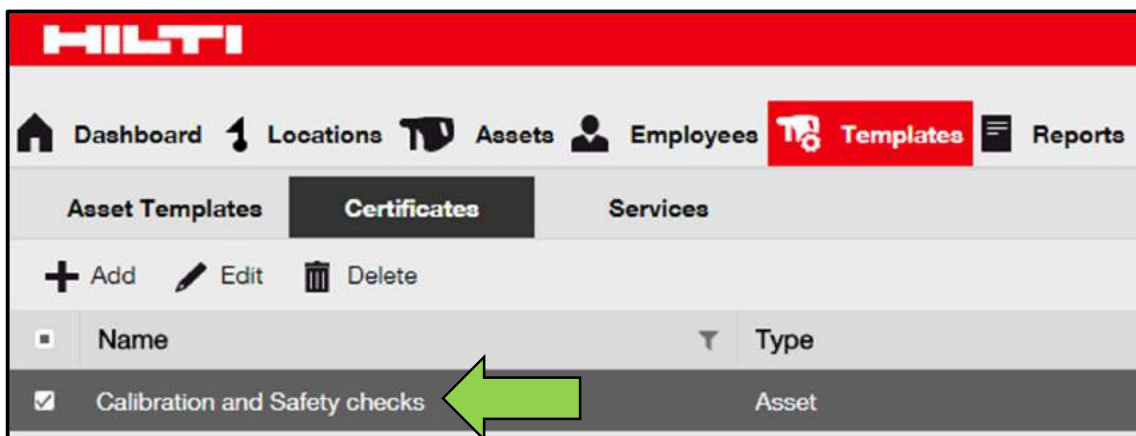 HILTI
Dashboard Locations Assets Employees Templates Reports
Asset Templates Certificates Services
Add Edit Delete
Name Type
Calibration and Safety checks Asset